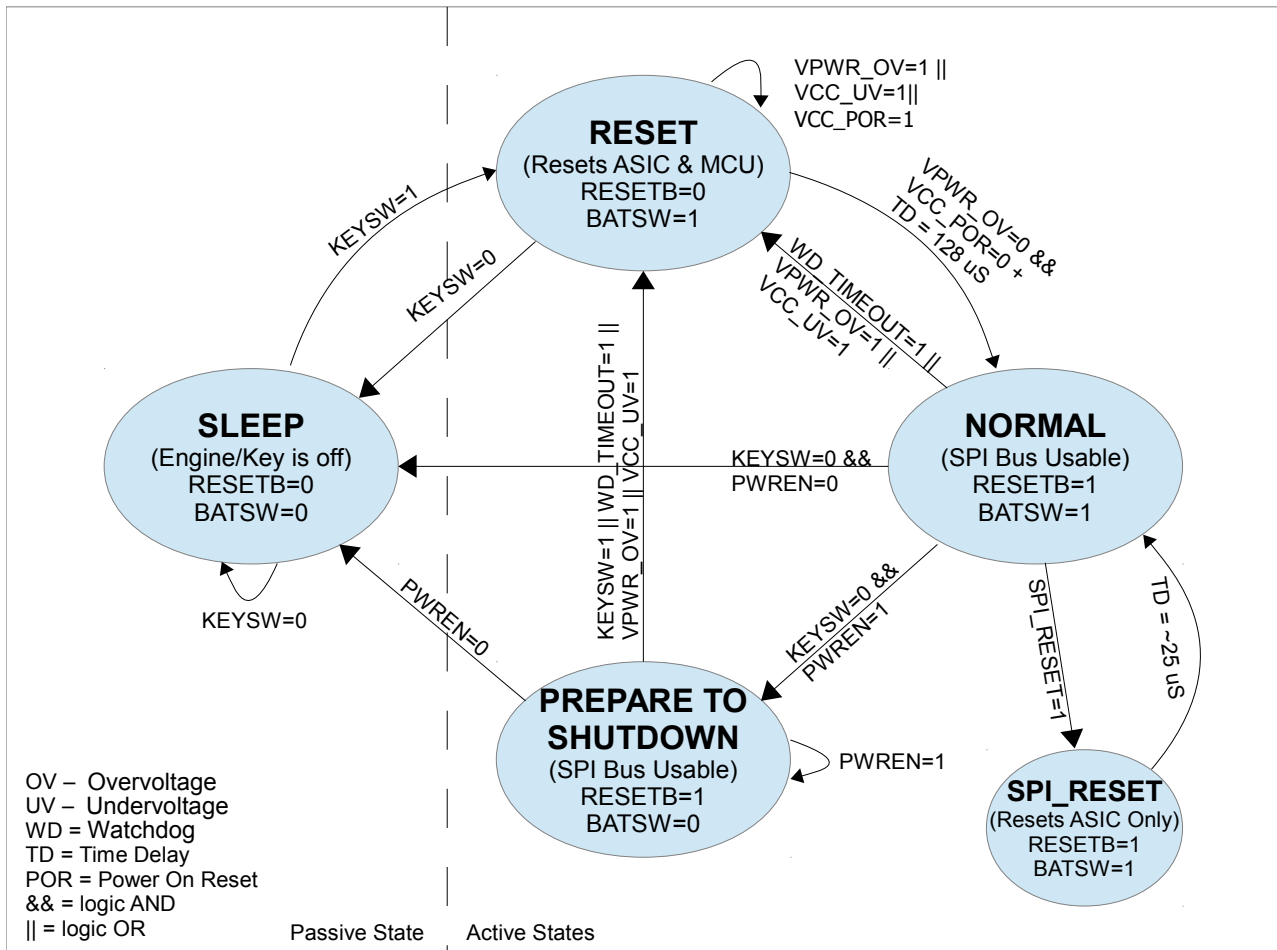 VPWR_OV=1 ||
VCC_UV=1||
VCC_POR=1
RESET
(Resets ASIC & MCU)
RESETB=0
BATSW=1
VPWR_OV=0 &&
VCC_POR=0 +
TD = 128 uS
KEYSW=1
KEYSW=0
WD_TIMEOUT=1 ||
VPWR_OV=1 ||
VCC_UV=1
KEYSW=1 || WD_TIMEOUT=1 ||
VPWR_OV=1 || VCC_UV=1
SLEEP
(Engine/Key is off)
RESETB=0
BATSW=0
KEYSW=0 &&
PWREN=0
NORMAL
(SPI Bus Usable)
RESETB=1
BATSW=1
KEYSW=0
PWREN=0
KEYSW=0 &&
PWREN=1
SPI_RESET=1
TD = ~25 uS
PREPARE TO
SHUTDOWN
(SPI Bus Usable)
RESETB=1
BATSW=0
PWREN=1
SPI_RESET
(Resets ASIC Only)
RESETB=1
BATSW=1
OV – Overvoltage
UV – Undervoltage
WD = Watchdog
TD = Time Delay
POR = Power On Reset
&& = logic AND
|| = logic OR
Passive State
Active States